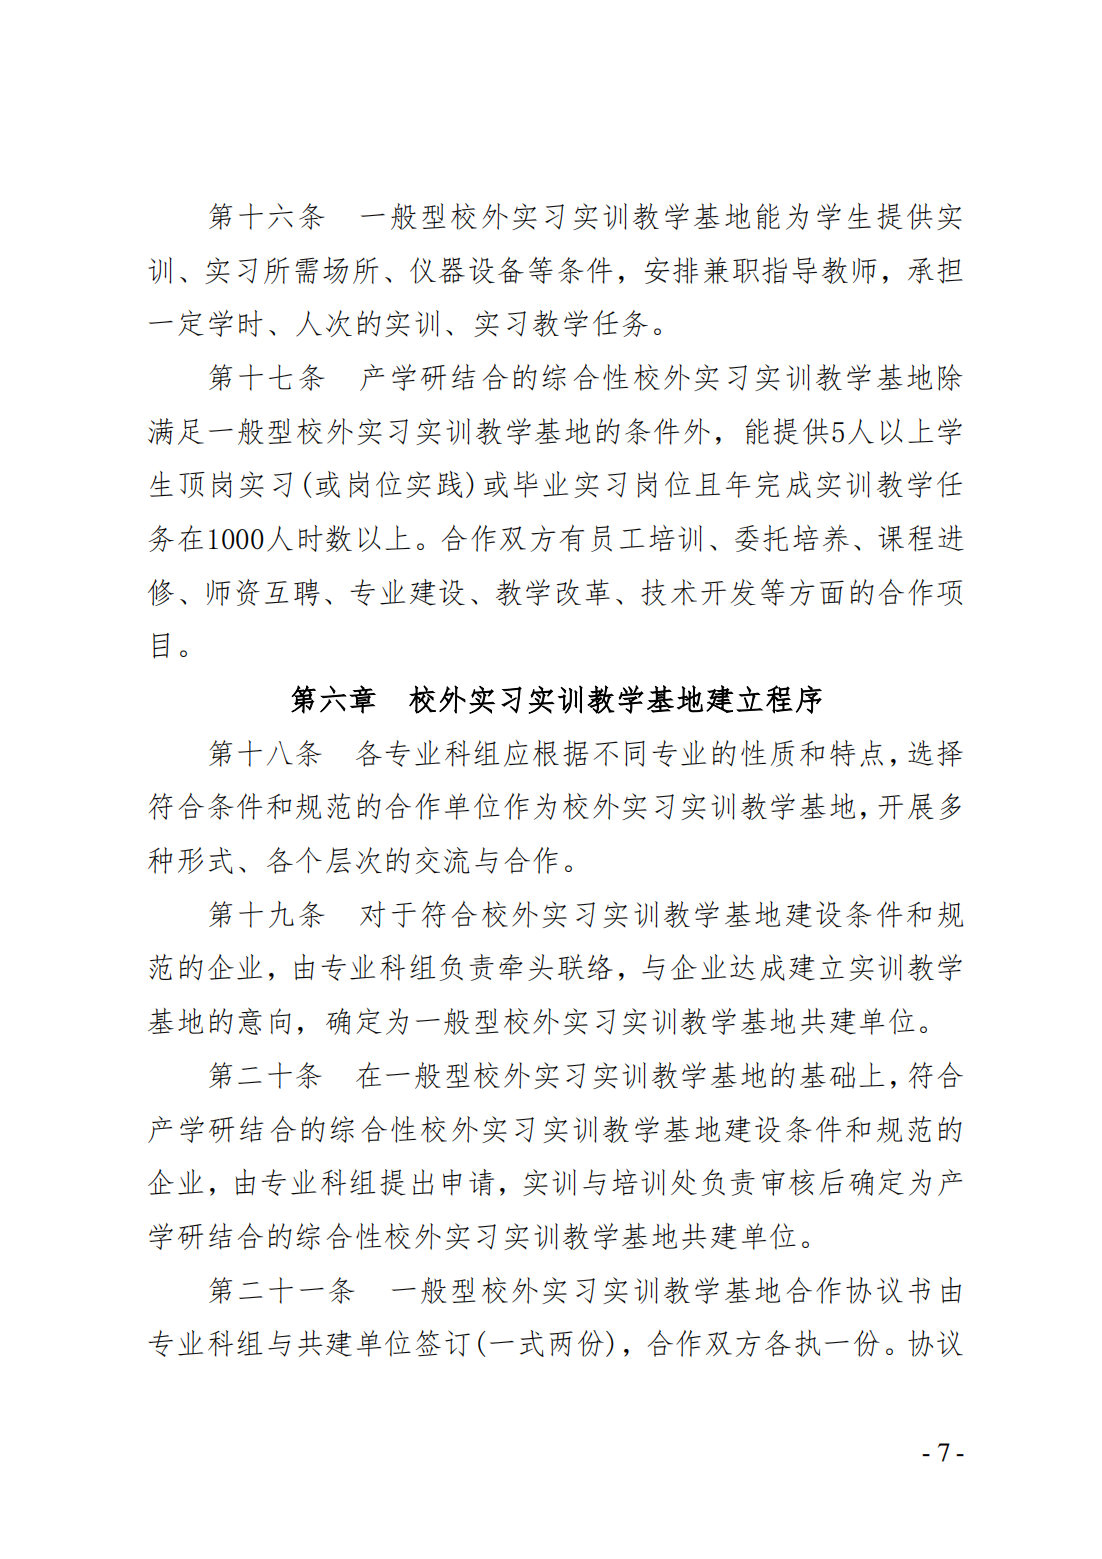 第十六条　一般型校外实习实训教学基地能为学生提供实
训、实习所需场所、仪器设备等条件，安排兼职指导教师，承担
一定学时、人次的实训、实习教学任务。
第十七条　产学研结合的综合性校外实习实训教学基地除
满足一般型校外实习实训教学基地的条件外，能提供5人以上学
生顶岗实习(或岗位实践)或毕业实习岗位且年完成实训教学任
务在1000人时数以上。合作双方有员工培训、委托培养、课程进
修、师资互聘、专业建设、教学改革、技术开发等方面的合作项
目。
第六章　校外实习实训教学基地建立程序
第十八条　各专业科组应根据不同专业的性质和特点，选择
符合条件和规范的合作单位作为校外实习实训教学基地，开展多
种形式、各个层次的交流与合作。
第十九条　对于符合校外实习实训教学基地建设条件和规
范的企业，由专业科组负责牵头联络，与企业达成建立实训教学
基地的意向，确定为一般型校外实习实训教学基地共建单位。
第二十条　在一般型校外实习实训教学基地的基础上，符合
产学研结合的综合性校外实习实训教学基地建设条件和规范的
企业，由专业科组提出申请，实训与培训处负责审核后确定为产
学研结合的综合性校外实习实训教学基地共建单位。
第二十一条　一般型校外实习实训教学基地合作协议书由
专业科组与共建单位签订(一式两份)，合作双方各执一份。协议
- 7 -